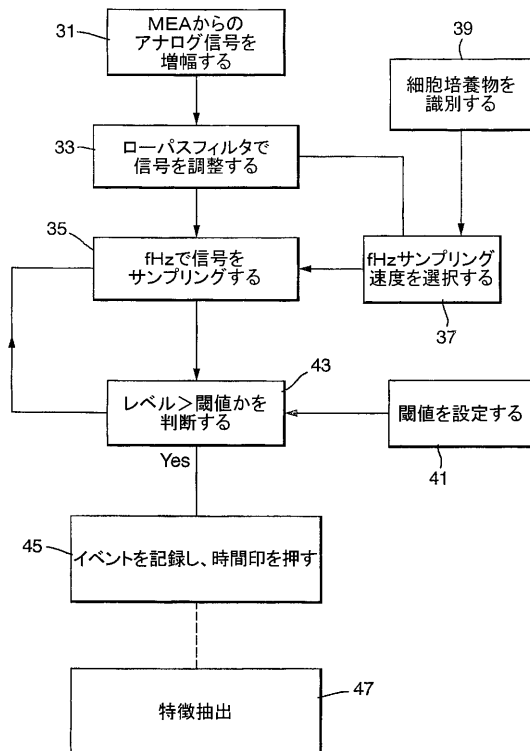 31
MEAからの
アナログ信号を
増幅する
39
細胞培養物を
識別する
33
ローパスフィルタで
信号を調整する
35
fHzで信号を
サンプリングする
fHzサンプリング
速度を選択する
37
43
レベル＞閾値かを
判断する
閾値を設定する
41
Yes
45
イベントを記録し、時間印を押す
特徴抽出
47